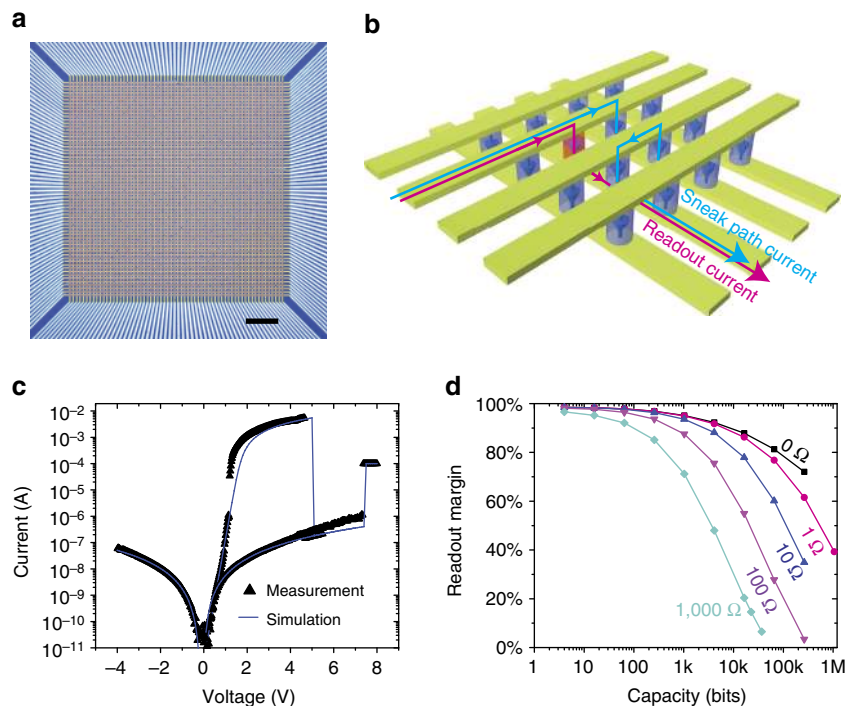 a
b
Sneak path current
Readout current
c
10⁻²
10⁻³
10⁻⁴
10⁻⁵
10⁻⁶
10⁻⁷
10⁻⁸
10⁻⁹
10⁻¹⁰
10⁻¹¹
Current (A)
Measurement
Simulation
−4 −2 0 2 4 6 8
Voltage (V)
d
100%
80%
60%
40%
20%
0%
Readout margin
0 Ω
1 Ω
10 Ω
100 Ω
1,000 Ω
1 10 100 1k 10k 100k 1M
Capacity (bits)